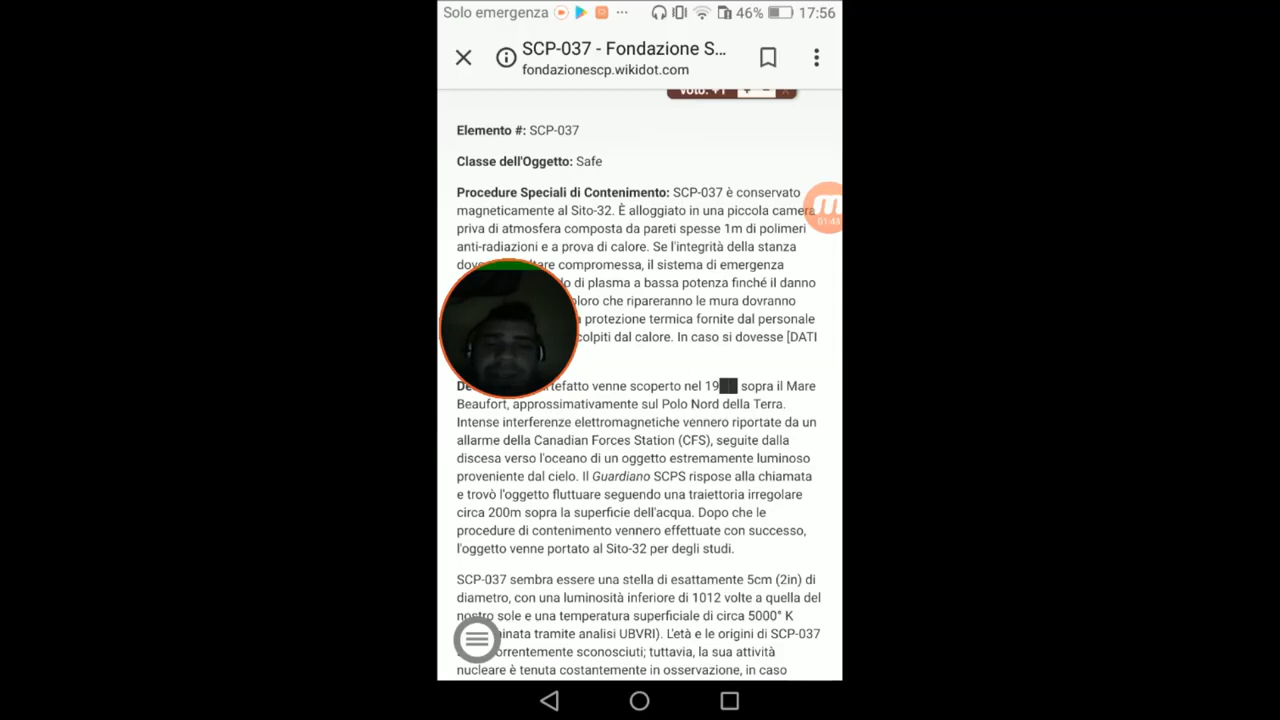 Solo emergenza ... 46% 17:56
SCP-037 - Fondazione S...
fondazionescp.wikidot.com
Voto: +1 + – X
Elemento #: SCP-037
Classe dell'Oggetto: Safe
Procedure Speciali di Contenimento: SCP-037 è conservato
magneticamente al Sito-32. È alloggiato in una piccola camera
priva di atmosfera composta da pareti spesse 1m di polimeri
01:43
anti-radiazioni e a prova di calore. Se l'integrità della stanza
compromessa, il sistema di emergenza
di plasma a bassa potenza finché il danno
che ripareranno le mura dovranno
protezione termica fornite dal personale
colpiti dal calore. In caso si dovesse [DATI
venne scoperto nel 19██ sopra il Mare
Beaufort, approssimativamente sul Polo Nord della Terra.
Intense interferenze elettromagnetiche vennero riportate da un
allarme della Canadian Forces Station (CFS), seguite dalla
discesa verso l'oceano di un oggetto estremamente luminoso
proveniente dal cielo. Il Guardiano SCPS rispose alla chiamata
e trovò l'oggetto fluttuare seguendo una traiettoria irregolare
circa 200m sopra la superficie dell'acqua. Dopo che le
procedure di contenimento vennero effettuate con successo,
l'oggetto venne portato al Sito-32 per degli studi.
SCP-037 sembra essere una stella di esattamente 5cm (2in) di
diametro, con una luminosità inferiore di 1012 volte a quella del
nostro sole e una temperatura superficiale di circa 5000° K
tramite analisi UBVRI). L'età e le origini di SCP-037
sconosciuti; tuttavia, la sua attività
nucleare è tenuta costantemente in osservazione, in caso